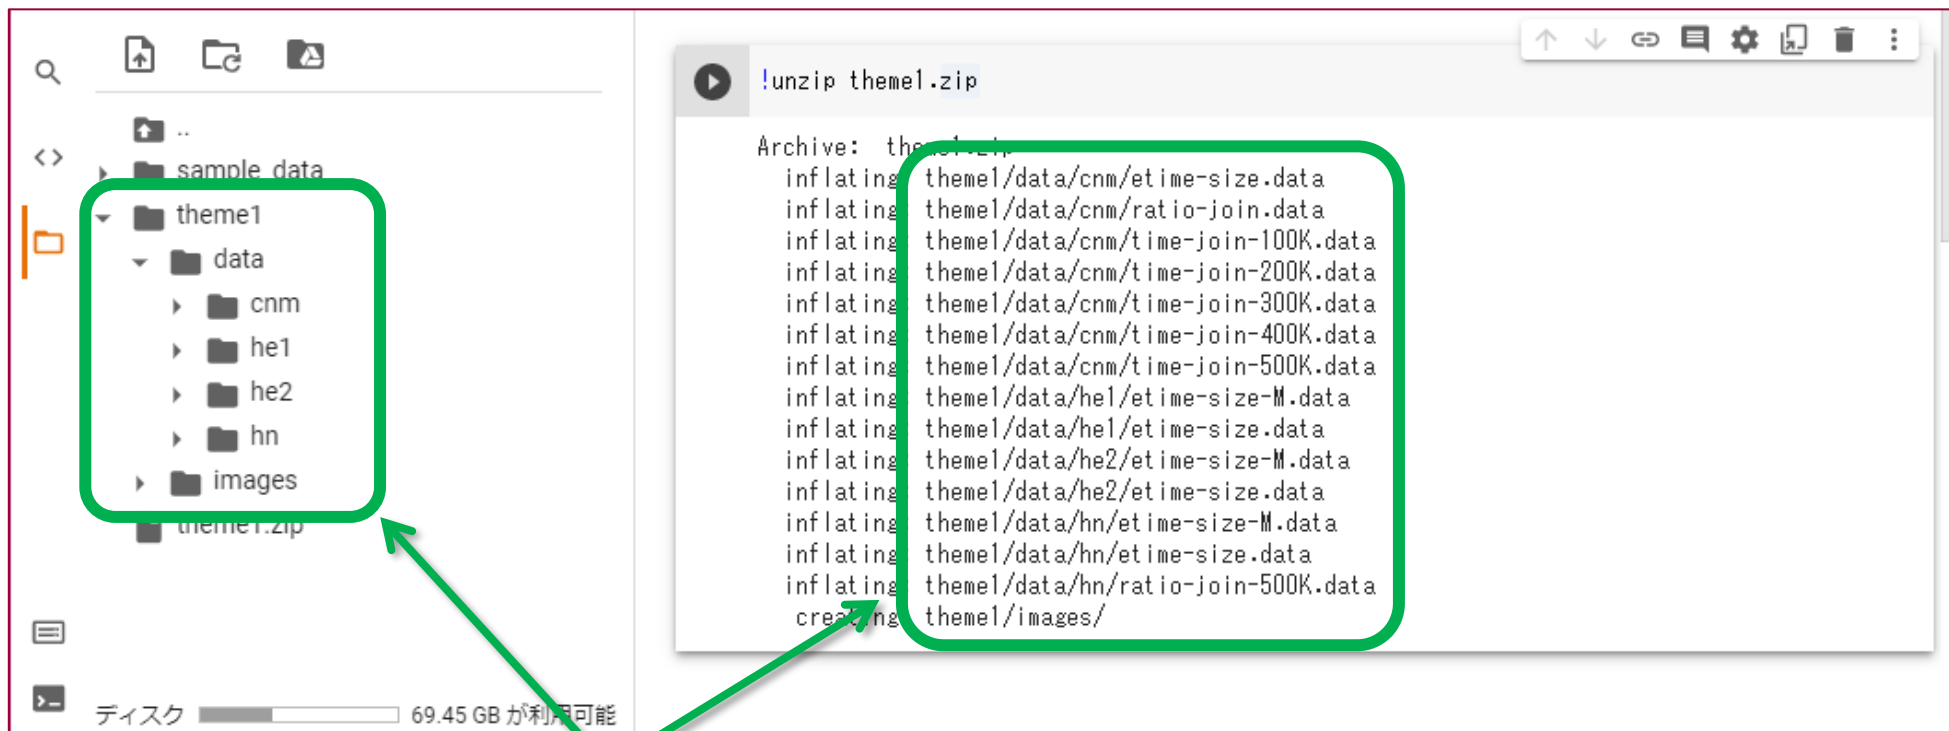 ..
sample_data
theme1
data
cnm
he1
he2
hn
images
theme1.zip
ディスク 69.45 GB が利用可能
!unzip theme1.zip
Archive: theme1.zip
inflating: theme1/data/cnm/etime-size.data
inflating: theme1/data/cnm/ratio-join.data
inflating: theme1/data/cnm/time-join-100K.data
inflating: theme1/data/cnm/time-join-200K.data
inflating: theme1/data/cnm/time-join-300K.data
inflating: theme1/data/cnm/time-join-400K.data
inflating: theme1/data/cnm/time-join-500K.data
inflating: theme1/data/he1/etime-size-M.data
inflating: theme1/data/he1/etime-size.data
inflating: theme1/data/he2/etime-size-M.data
inflating: theme1/data/he2/etime-size.data
inflating: theme1/data/hn/etime-size-M.data
inflating: theme1/data/hn/etime-size.data
inflating: theme1/data/hn/ratio-join-500K.data
creating: theme1/images/